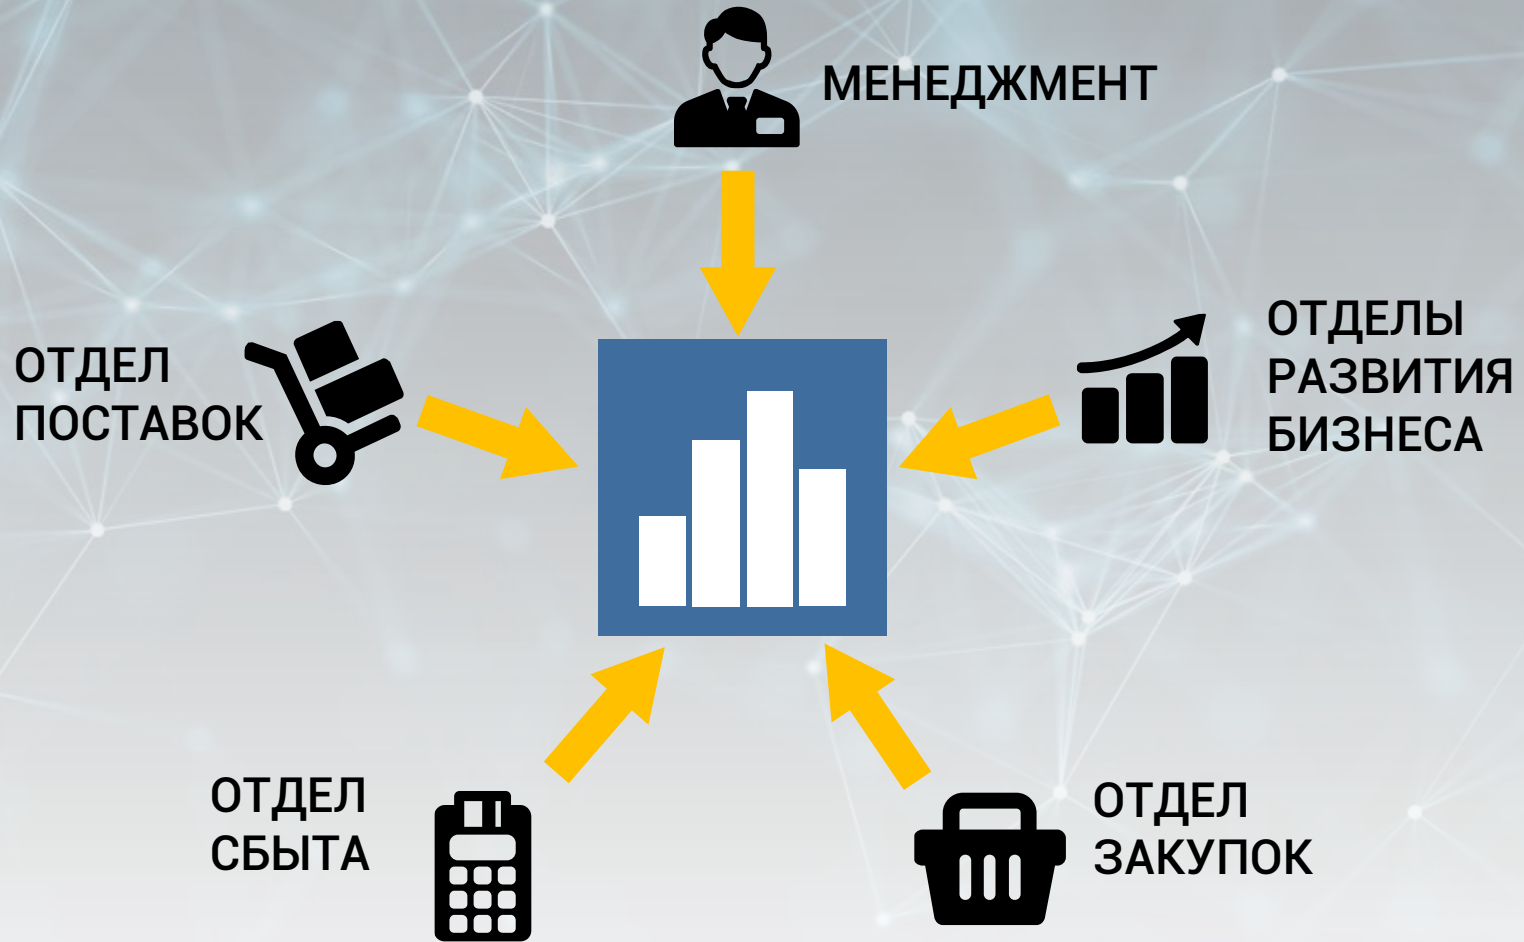 МЕНЕДЖМЕНТ
ОТДЕЛ
ПОСТАВОК
ОТДЕЛЫ
РАЗВИТИЯ
БИЗНЕСА
ОТДЕЛ
СБЫТА
ОТДЕЛ
ЗАКУПОК